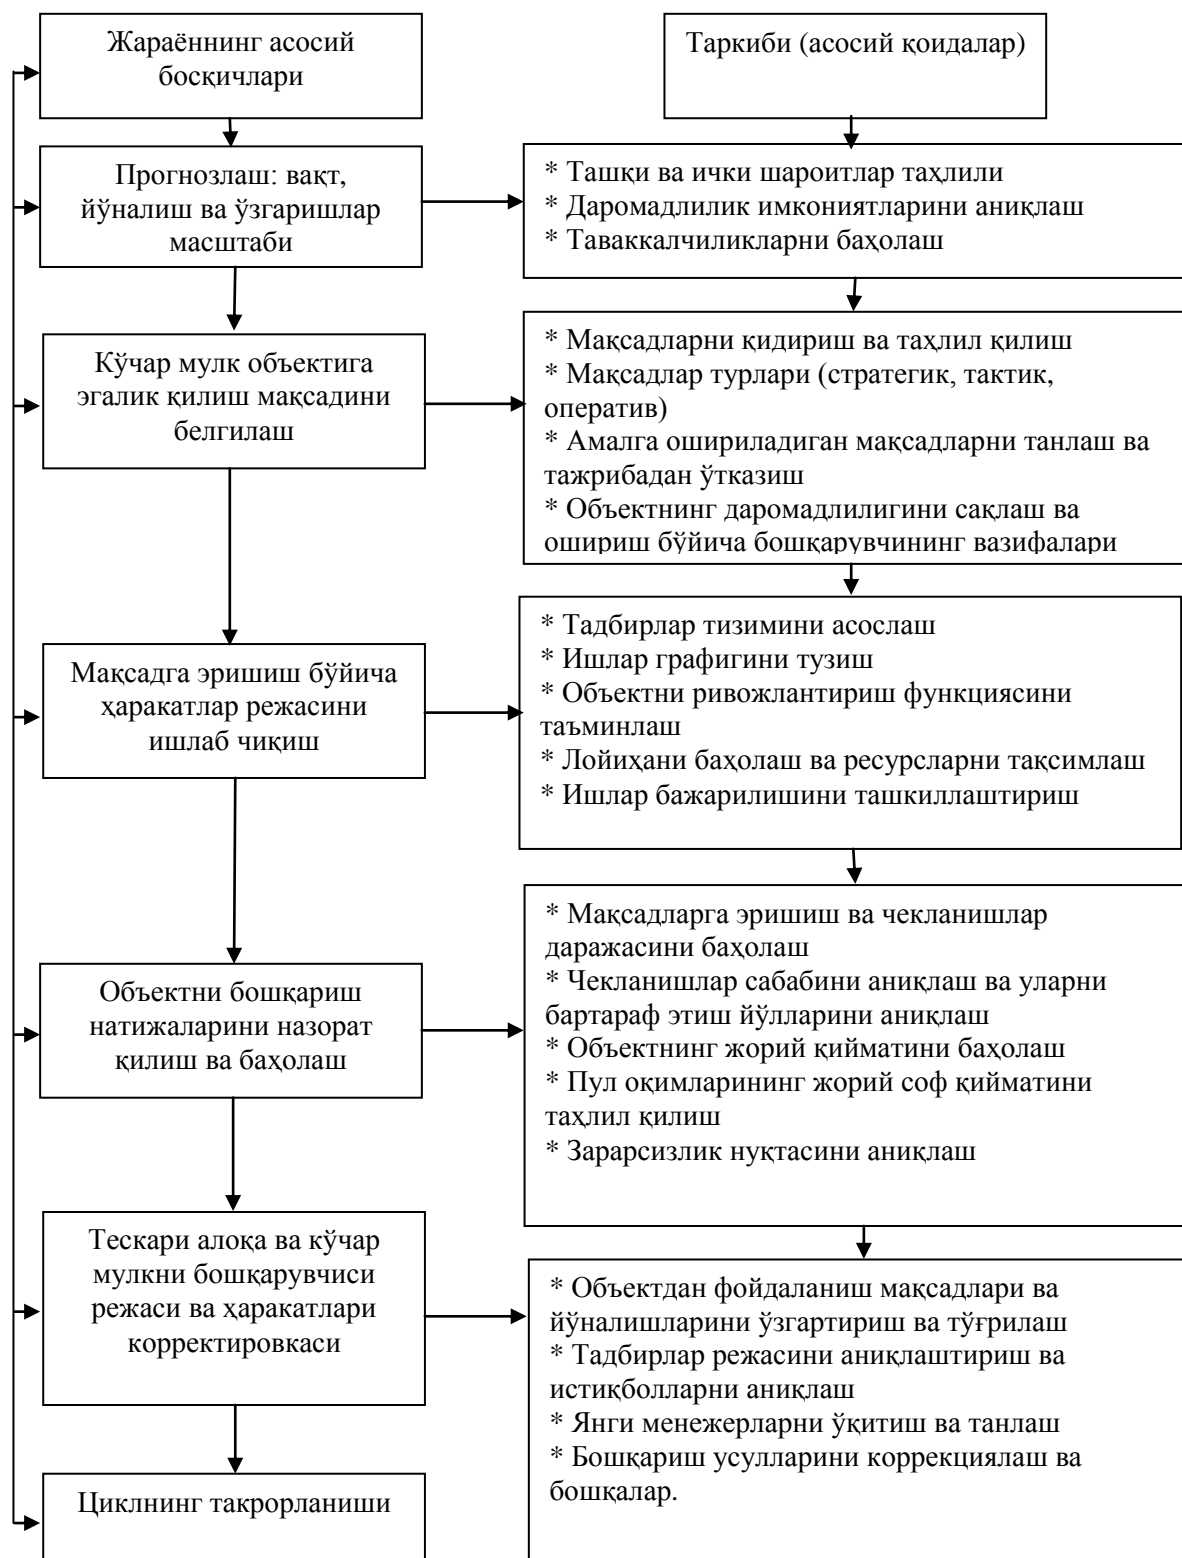 Жараённинг асосий
босқичлари
Таркиби (асосий қоидалар)
Прогнозлаш: вақт,
йўналиш ва ўзгаришлар
масштаби
* Ташқи ва ички шароитлар таҳлили
* Даромадлилик имкониятларини аниқлаш
* Таваккалчиликларни баҳолаш
Кўчар мулк объектига
эгалик қилиш мақсадини
белгилаш
* Мақсадларни қидириш ва таҳлил қилиш
* Мақсадлар турлари (стратегик, тактик,
оператив)
* Амалга ошириладиган мақсадларни танлаш ва
тажрибадан ўтказиш
* Объектнинг даромадлилигини сақлаш ва
ошириш бўйича бошқарувчининг вазифалари
Мақсадга эришиш бўйича
ҳаракатлар режасини
ишлаб чиқиш
* Тадбирлар тизимини асослаш
* Ишлар графигини тузиш
* Объектни ривожлантириш функциясини
таъминлаш
* Лойиҳани баҳолаш ва ресурсларни тақсимлаш
* Ишлар бажарилишини ташкиллаштириш
Объектни бошқариш
натижаларини назорат
қилиш ва баҳолаш
* Мақсадларга эришиш ва чекланишлар
даражасини баҳолаш
* Чекланишлар сабабини аниқлаш ва уларни
бартараф этиш йўлларини аниқлаш
* Объектнинг жорий қийматини баҳолаш
* Пул оқимларининг жорий соф қийматини
таҳлил қилиш
* Зарарсизлик нуқтасини аниқлаш
Тескари алоқа ва кўчар
мулкни бошқарувчиси
режаси ва ҳаракатлари
корректировкаси
* Объектдан фойдаланиш мақсадлари ва
йўналишларини ўзгартириш ва тўғрилаш
* Тадбирлар режасини аниқлаштириш ва
истиқболларни аниқлаш
* Янги менежерларни ўқитиш ва танлаш
* Бошқариш усулларини коррекциялаш ва
бошқалар.
Циклнинг такрорланиши